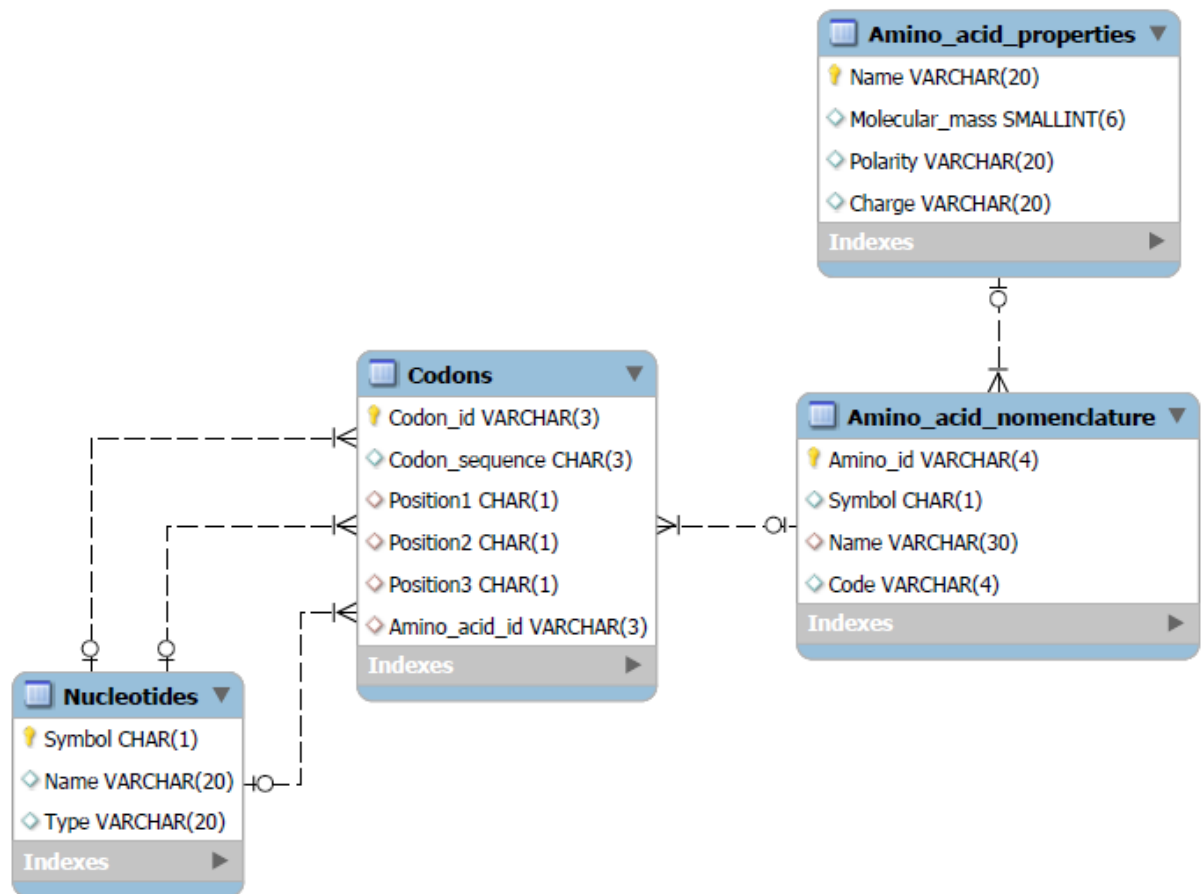 Amino_acid_properties
Name VARCHAR(20)
Molecular_mass SMALLINT(6)
Polarity VARCHAR(20)
Charge VARCHAR(20)
Indexes
Codons
Codon_id VARCHAR(3)
Codon_sequence CHAR(3)
Position1 CHAR(1)
Position2 CHAR(1)
Position3 CHAR(1)
Amino_acid_id VARCHAR(3)
Indexes
Amino_acid_nomenclature
Amino_id VARCHAR(4)
Symbol CHAR(1)
Name VARCHAR(30)
Code VARCHAR(4)
Indexes
Nucleotides
Symbol CHAR(1)
Name VARCHAR(20)
Type VARCHAR(20)
Indexes